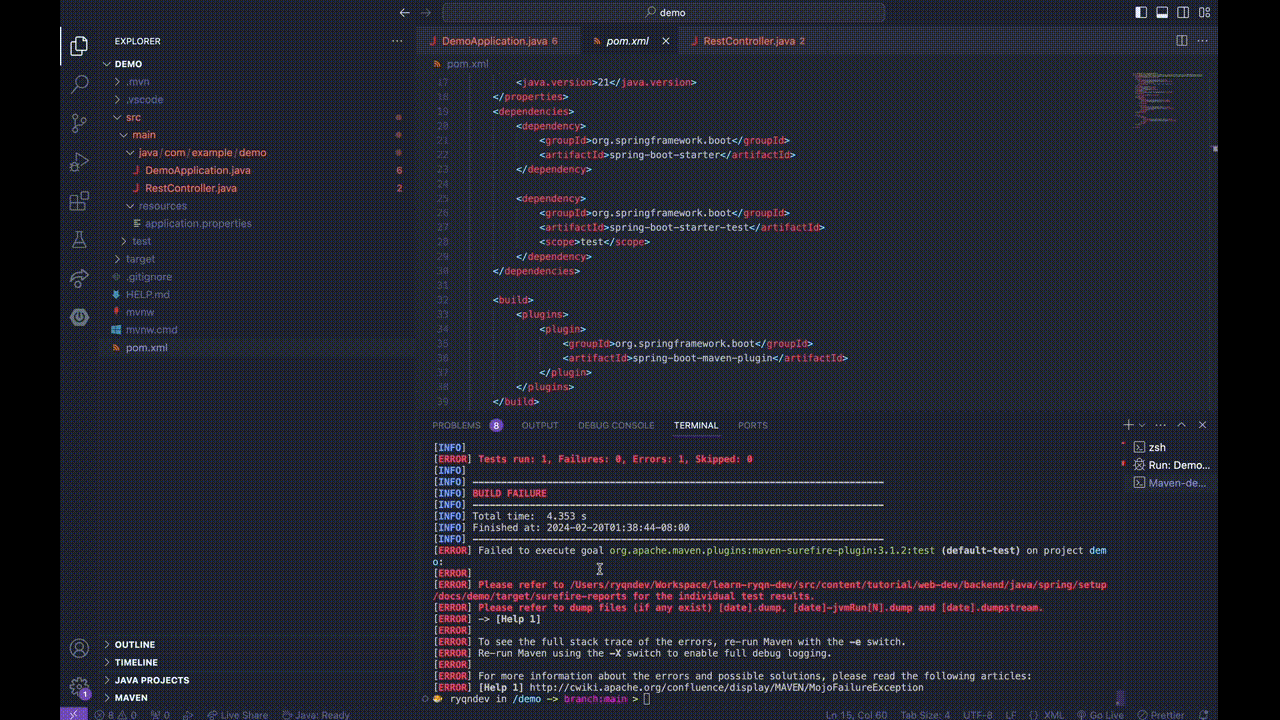 demo
EXPLORER
DemoApplication.java 6
pom.xml
RestController.java 2
DEMO
.mvn
.vscode
src
main
java/com/example/demo
DemoApplication.java 6
RestController.java 2
resources
application.properties
test
target
.gitignore
HELP.md
mvnw
mvnw.cmd
pom.xml
OUTLINE
TIMELINE
JAVA PROJECTS
MAVEN
pom.xml
17 <java.version>21</java.version>
18 </properties>
19 <dependencies>
20 <dependency>
21 <groupId>org.springframework.boot</groupId>
22 <artifactId>spring-boot-starter</artifactId>
23 </dependency>
24
25 <dependency>
26 <groupId>org.springframework.boot</groupId>
27 <artifactId>spring-boot-starter-test</artifactId>
28 <scope>test</scope>
29 </dependency>
30 </dependencies>
31
32 <build>
33 <plugins>
34 <plugin>
35 <groupId>org.springframework.boot</groupId>
36 <artifactId>spring-boot-maven-plugin</artifactId>
37 </plugin>
38 </plugins>
39 </build>
PROBLEMS 8 OUTPUT DEBUG CONSOLE TERMINAL PORTS
zsh
Run: Demo...
Maven-de...
[INFO]
[ERROR] Tests run: 1, Failures: 0, Errors: 1, Skipped: 0
[INFO]
[INFO] ------------------------------------------------------------------------
[INFO] BUILD FAILURE
[INFO] ------------------------------------------------------------------------
[INFO] Total time:  4.353 s
[INFO] Finished at: 2024-02-20T01:38:44-08:00
[INFO] ------------------------------------------------------------------------
[ERROR] Failed to execute goal org.apache.maven.plugins:maven-surefire-plugin:3.1.2:test (default-test) on project dem
o:
[ERROR]
[ERROR] Please refer to /Users/ryqndev/Workspace/learn-ryqn-dev/src/content/tutorial/web-dev/backend/java/spring/setup
/docs/demo/target/surefire-reports for the individual test results.
[ERROR] Please refer to dump files (if any exist) [date].dump, [date]-jvmRun[N].dump and [date].dumpstream.
[ERROR] -> [Help 1]
[ERROR]
[ERROR] To see the full stack trace of the errors, re-run Maven with the -e switch.
[ERROR] Re-run Maven using the -X switch to enable full debug logging.
[ERROR]
[ERROR] For more information about the errors and possible solutions, please read the following articles:
[ERROR] [Help 1] http://cwiki.apache.org/confluence/display/MAVEN/MojoFailureException
ryqndev in /demo -> branch:main >
1
8 0 0 Live Share Java: Ready Ln 15, Col 60 Tab Size: 4 UTF-8 LF XML Go Live Prettier